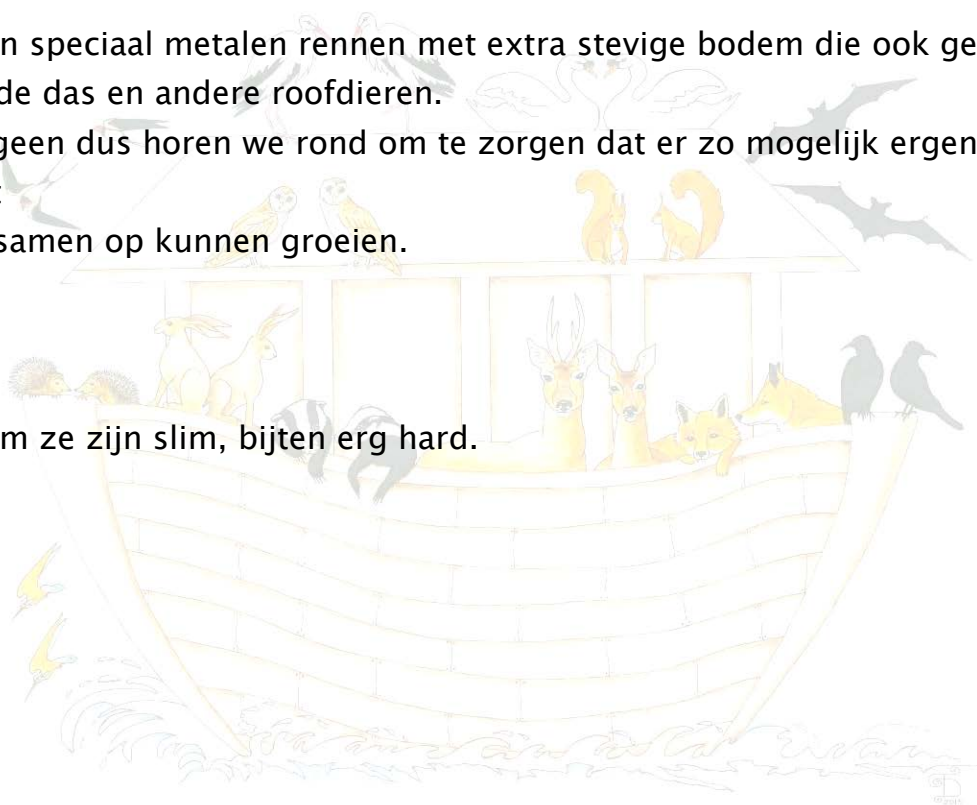 n speciaal metalen rennen met extra stevige bodem die ook ge
de das en andere roofdieren.
geen dus horen we rond om te zorgen dat er zo mogelijk ergen
samen op kunnen groeien.
m ze zijn slim, bijten erg hard.